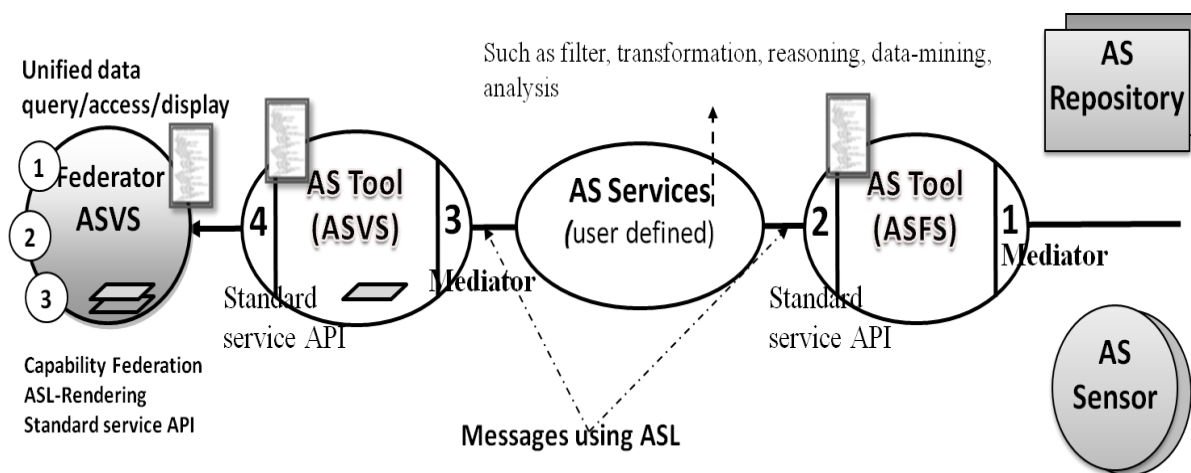 Such as filter, transformation, reasoning, data-mining,
analysis
Unified data
query/access/display
AS
Repository
1
Federator
ASVS
2
3
4
AS Tool
(ASVS)
3
Mediator
Standard
service API
AS Services
(user defined)
2
AS Tool
(ASFS)
1
Mediator
Standard
service API
AS
Sensor
Capability Federation
ASL-Rendering
Standard service API
Messages using ASL